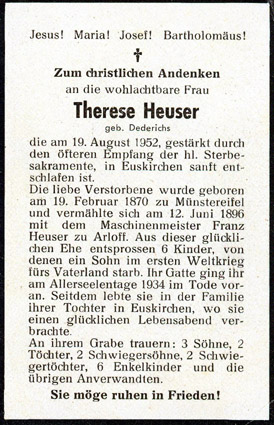 Jesus! Maria! Josef! Bartholomäus!
✝
Zum christlichen Andenken
an die wohlachtbare Frau
Therese Heuser
geb. Dederichs
die am 19. August 1952, gestärkt durch
den öfteren Empfang der hl. Sterbe-
sakramente, in Euskirchen sanft ent-
schlafen ist.
Die liebe Verstorbene wurde geboren
am 19. Februar 1870 zu Münstereifel
und vermählte sich am 12. Juni 1896
mit dem Maschinenmeister Franz
Heuser zu Arloff. Aus dieser glückli-
chen Ehe entsprossen 6 Kinder, von
denen ein Sohn im ersten Weltkrieg
fürs Vaterland starb. Ihr Gatte ging ihr
am Allerseelentage 1934 im Tode vor-
an. Seitdem lebte sie in der Familie
ihrer Tochter in Euskirchen, wo sie
einen glücklichen Lebensabend ver-
brachte.
An ihrem Grabe trauern: 3 Söhne, 2
Töchter, 2 Schwiegersöhne, 2 Schwie-
gertöchter, 6 Enkelkinder und die
übrigen Anverwandten.
Sie möge ruhen in Frieden!